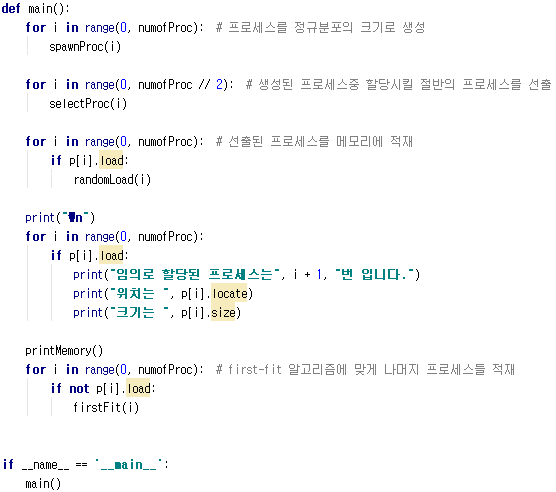 def main():
    for i in range(0, numofProc):  # 프로세스를 정규분포의 크기로 생성
        spawnProc(i)

    for i in range(0, numofProc // 2):  # 생성된 프로세스중 할당시킬 절반의 프로세스를 선출
        selectProc(i)

    for i in range(0, numofProc):  # 선출된 프로세스를 메모리에 적재
        if p[i].load:
            randomLoad(i)

    print("₩n")
    for i in range(0, numofProc):
        if p[i].load:
            print("임의로 할당된 프로세스는", i + 1, "번 입니다.")
            print("위치는 ", p[i].locate)
            print("크기는 ", p[i].size)

    printMemory()
    for i in range(0, numofProc):  # first-fit 알고리즘에 맞게 나머지 프로세스들 적재
        if not p[i].load:
            firstFit(i)

if __name__ == '__main__':
    main()